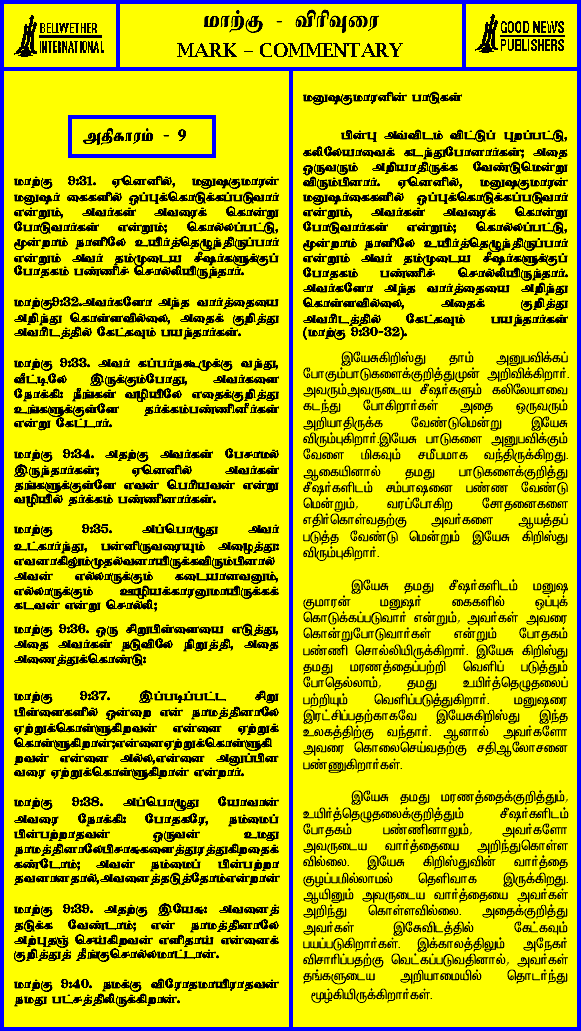 BELIWETHER
INTERNATIONAL
மாற்கு - விரிவுரை
MARK – COMMENTARY
GOOD NEWS
PUBLISHERS
அதிகாரம் - 9
மாற்கு 9:31. ஏனெனில், மனுஷகுமாரன்
மனுஷர் கைகளில் ஒப்புக்கொடுக்கப்படுவார்
என்றும், அவர்கள் அவரைக் கொன்று
போடுவார்கள் என்றும்; கொல்லப்பட்டு,
மூன்றாம் நாளிலே உயிர்த்தெழுந்திருப்பார்
என்றும் அவர் தம்முடைய சீஷர்களுக்குப்
போதகம் பண்ணிச் சொல்லியிருந்தார்.
மாற்கு9:32.அவர்களோ அந்த வார்த்தையை
அறிந்து கொள்ளவில்லை, அதைக் குறித்து
அவரிடத்தில் கேட்கவும் பயந்தார்கள்.
மாற்கு 9:33. அவர் கப்பர்நகூமுக்கு வந்து,
வீட்டிலே இருக்கும்போது, அவர்களை
நோக்கி: நீங்கள் வழியிலே எதைக்குறித்து
உங்களுக்குள்ளே தர்க்கம்பண்ணினீர்கள்
என்று கேட்டார்.
மாற்கு 9:34. அதற்கு அவர்கள் பேசாமல்
இருந்தார்கள்; ஏனெனில் அவர்கள்
தங்களுக்குள்ளே எவன் பெரியவன் என்று
வழியில் தர்க்கம் பண்ணினார்கள்.
மாற்கு 9:35. அப்பொழுது அவர்
உட்கார்ந்து, பன்னிருவரையும் அழைத்து:
எவனாகிலும்முதல்வனாயிருக்கவிரும்பினால்
அவன் எல்லாருக்கும் கடையானவனும்,
எல்லாருக்கும் ஊழியக்காரனுமாயிருக்கக்
கடவன் என்று சொல்லி;
மாற்கு 9:36. ஒரு சிறுபிள்ளையை எடுத்து,
அதை அவர்கள் நடுவிலே நிறுத்தி, அதை
அணைத்துக்கொண்டு:
மாற்கு 9:37. இப்படிப்பட்ட சிறு
பிள்ளைகளில் ஒன்றை என் நாமத்தினாலே
ஏற்றுக்கொள்ளுகிறவன் என்னை ஏற்றுக்
கொள்ளுகிறான்;என்னைஏற்றுக்கொள்ளுகி
றவன் என்னை அல்ல,என்னை அனுப்பின
வரை ஏற்றுக்கொள்ளுகிறான் என்றார்.
மாற்கு 9:38. அப்பொழுது யோவான்
அவரை நோக்கி: போதகரே, நம்மைப்
பின்பற்றாதவன் ஒருவன் உமது
நாமத்தினாலேபிசாசுகளைத்துரத்துகிறதைக்
கண்டோம்; அவன் நம்மைப் பின்பற்றா
தவனானதால்,அவனைத்தடுத்தோம்என்றான்
மாற்கு 9:39. அதற்கு இயேசு: அவனைத்
தடுக்க வேண்டாம்; என் நாமத்தினாலே
அற்புதஞ் செய்கிறவன் எளிதாய் என்னைக்
குறித்துத் தீங்குசொல்லமாட்டான்.
மாற்கு 9:40. நமக்கு விரோதமாயிராதவன்
நமது பட்சத்திலிருக்கிறான்.
மனுஷகுமாரனின் பாடுகள்
பின்பு அவ்விடம் விட்டுப் புறப்பட்டு,
கலிலேயாவைக் கடந்துபோனார்கள்; அதை
ஒருவரும் அறியாதிருக்க வேண்டுமென்று
விரும்பினார். ஏனெனில், மனுஷகுமாரன்
மனுஷர்கைகளில் ஒப்புக்கொடுக்கப்படுவார்
என்றும், அவர்கள் அவரைக் கொன்று
போடுவார்கள் என்றும்; கொல்லப்பட்டு,
மூன்றாம் நாளிலே உயிர்த்தெழுந்திருப்பார்
என்றும் அவர் தம்முடைய சீஷர்களுக்குப்
போதகம் பண்ணிச் சொல்லியிருந்தார்.
அவர்களோ அந்த வார்த்தையை அறிந்து
கொள்ளவில்லை, அதைக் குறித்து
அவரிடத்தில் கேட்கவும் பயந்தார்கள்
(மாற்கு 9:30-32).
இயேசுகிறிஸ்து தாம் அனுபவிக்கப்
போகும்பாடுகளைக்குறித்துமுன் அறிவிக்கிறார்.
அவரும்அவருடைய சீஷர்களும் கலிலேயாவை
கடந்து போகிறார்கள் அதை ஒருவரும்
அறியாதிருக்க வேண்டுமென்று இயேசு
விரும்புகிறார்.இயேசு பாடுகளை அனுபவிக்கும்
வேளை மிகவும் சமீபமாக வந்திருக்கிறது.
ஆகையினால் தமது பாடுகளைக்குறித்து
சீஷர்களிடம் சம்பாஷனை பண்ண வேண்டு
மென்றும், வரப்போகிற சோதனைகளை
எதிர்கொள்வதற்கு அவர்களை ஆயத்தப்
படுத்த வேண்டு மென்றும் இயேசு கிறிஸ்து
விரும்புகிறார்.
இயேசு தமது சீஷர்களிடம் மனுஷ
குமாரன் மனுஷர் கைகளில் ஒப்புக்
கொடுக்கப்படுவார் என்றும், அவர்கள் அவரை
கொன்றுபோடுவார்கள் என்றும் போதகம்
பண்ணி சொல்லியிருக்கிறார். இயேசு கிறிஸ்து
தமது மரணத்தைப்பற்றி வெளிப் படுத்தும்
போதெல்லாம், தமது உயிர்த்தெழுதலைப்
பற்றியும் வெளிப்படுத்துகிறார். மனுஷரை
இரட்சிப்பதற்காகவே இயேசுகிறிஸ்து இந்த
உலகத்திற்கு வந்தார். ஆனால் அவர்களோ
அவரை கொலைசெய்வதற்கு சதிஆலோசனை
பண்ணுகிறார்கள்.
இயேசு தமது மரணத்தைக்குறித்தும்,
உயிர்த்தெழுதலைக்குறித்தும் சீஷர்களிடம்
போதகம் பண்ணினாலும், அவர்களோ
அவருடைய வார்த்தையை அறிந்துகொள்ள
வில்லை. இயேசு கிறிஸ்துவின் வார்த்தை
குழப்பமில்லாமல் தெளிவாக இருக்கிறது.
ஆயினும் அவருடைய வார்த்தையை அவர்கள்
அறிந்து கொள்ளவில்லை. அதைக்குறித்து
அவர்கள் இகேவிடத்தில் கேட்கவும்
பயப்படுகிறார்கள். இக்காலத்திலும் அநேகர்
விசாரிப்பதற்கு வெட்கப்படுவதினால், அவர்கள்
தங்களுடைய அறியாமையில் தொடர்ந்து
மூழ்கியிருக்கிறார்கள்.